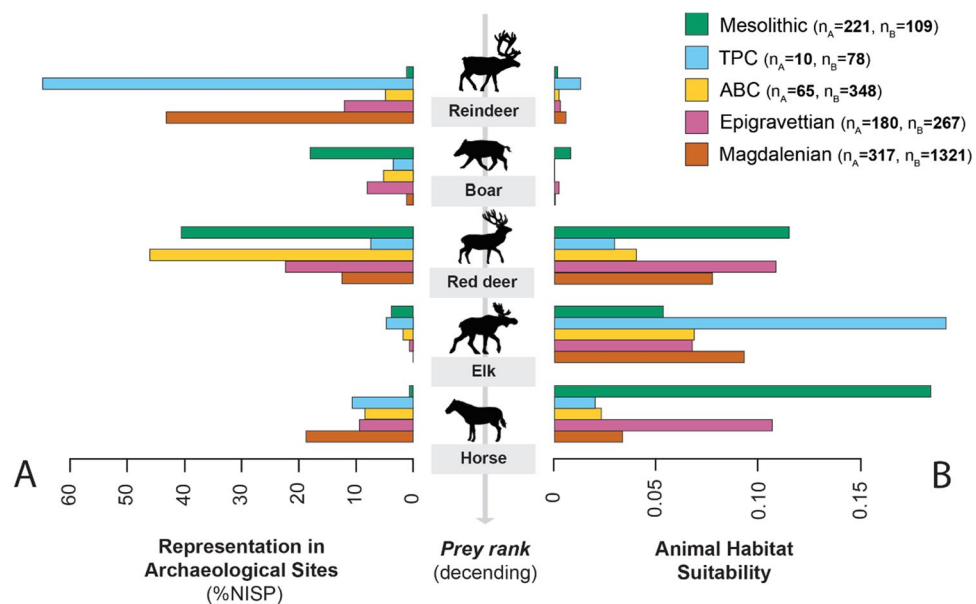 Mesolithic (nA=221, nB=109)
TPC (nA=10, nB=78)
ABC (nA=65, nB=348)
Epigravettian (nA=180, nB=267)
Magdalenian (nA=317, nB=1321)
Reindeer
Boar
Red deer
Elk
Horse
A
B
60 50 40 30 20 10 0
0 0.05 0.10 0.15
Representation in
Archaeological Sites
(%NISP)
Prey rank
(decending)
Animal Habitat
Suitability